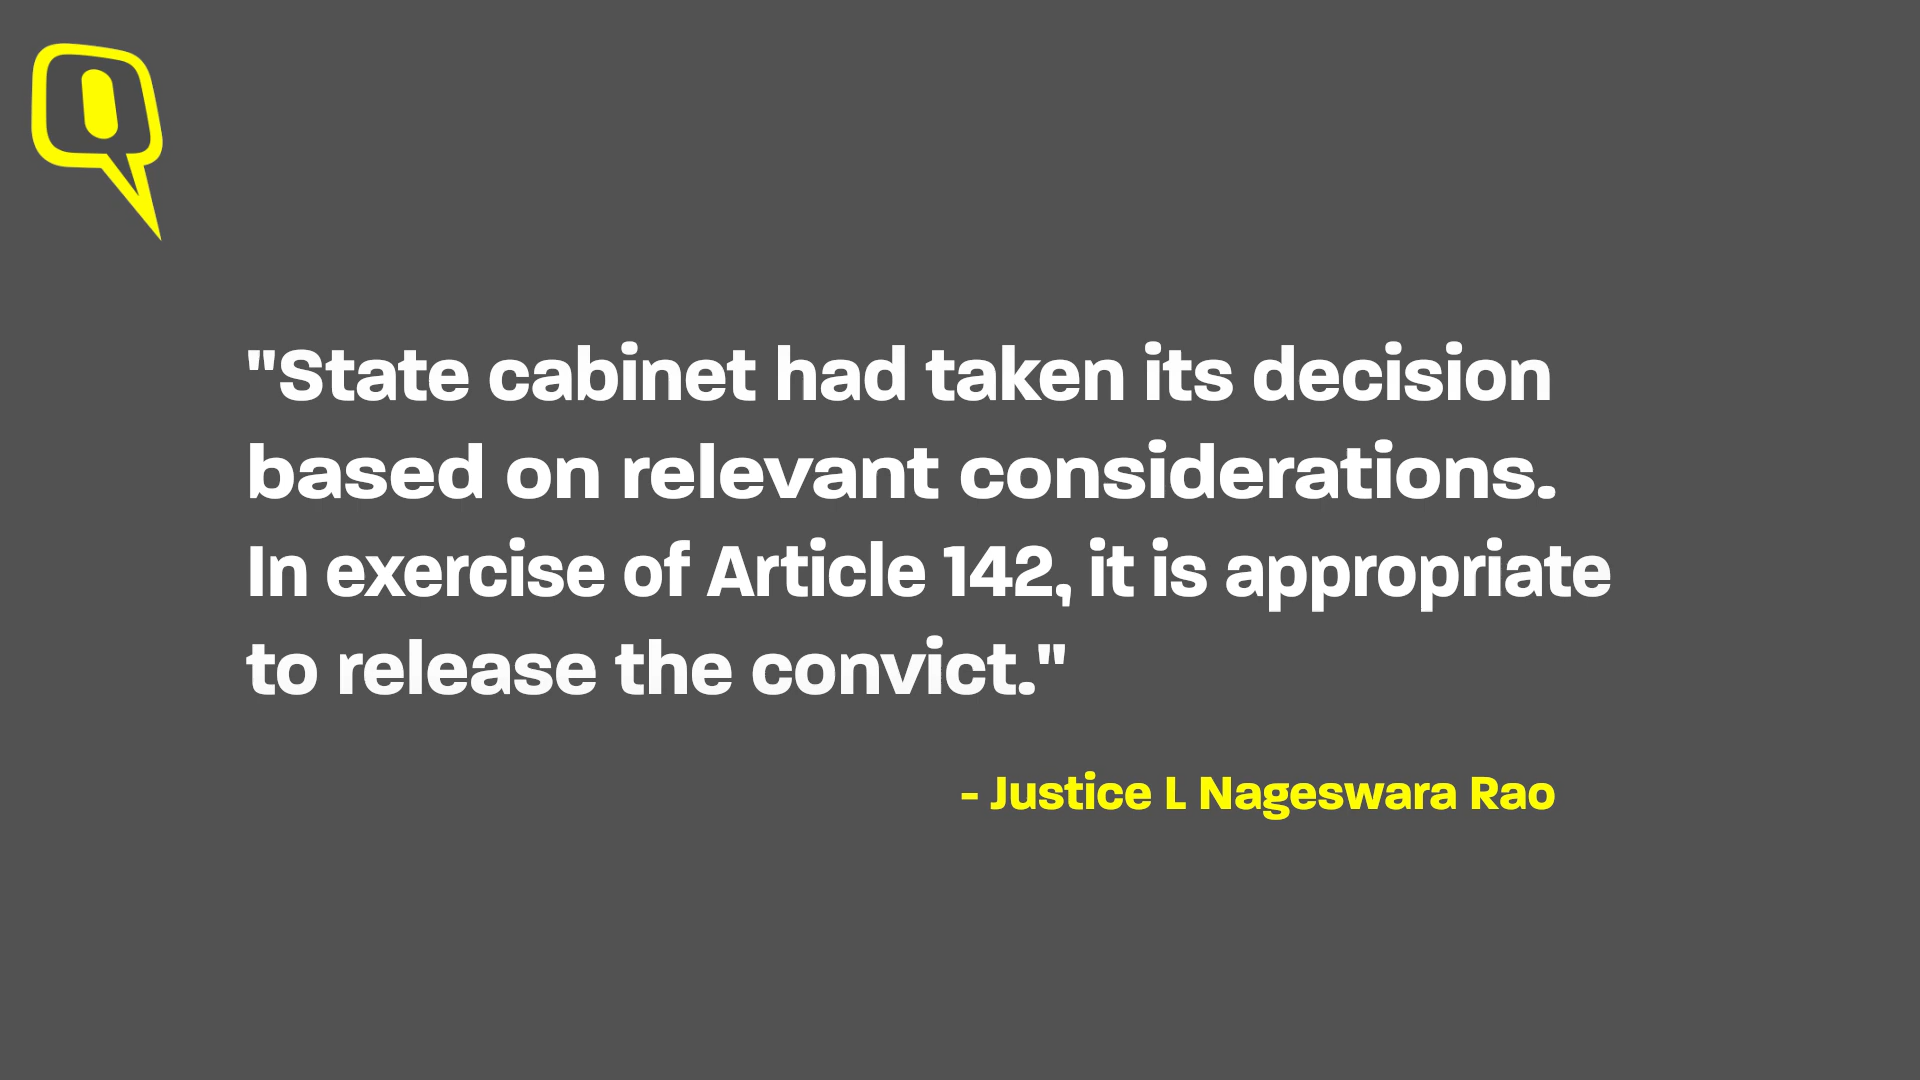 "State cabinet had taken its decision
based on relevant considerations.
In exercise of Article 142, it is appropriate
to release the convict."
- Justice L Nageswara Rao